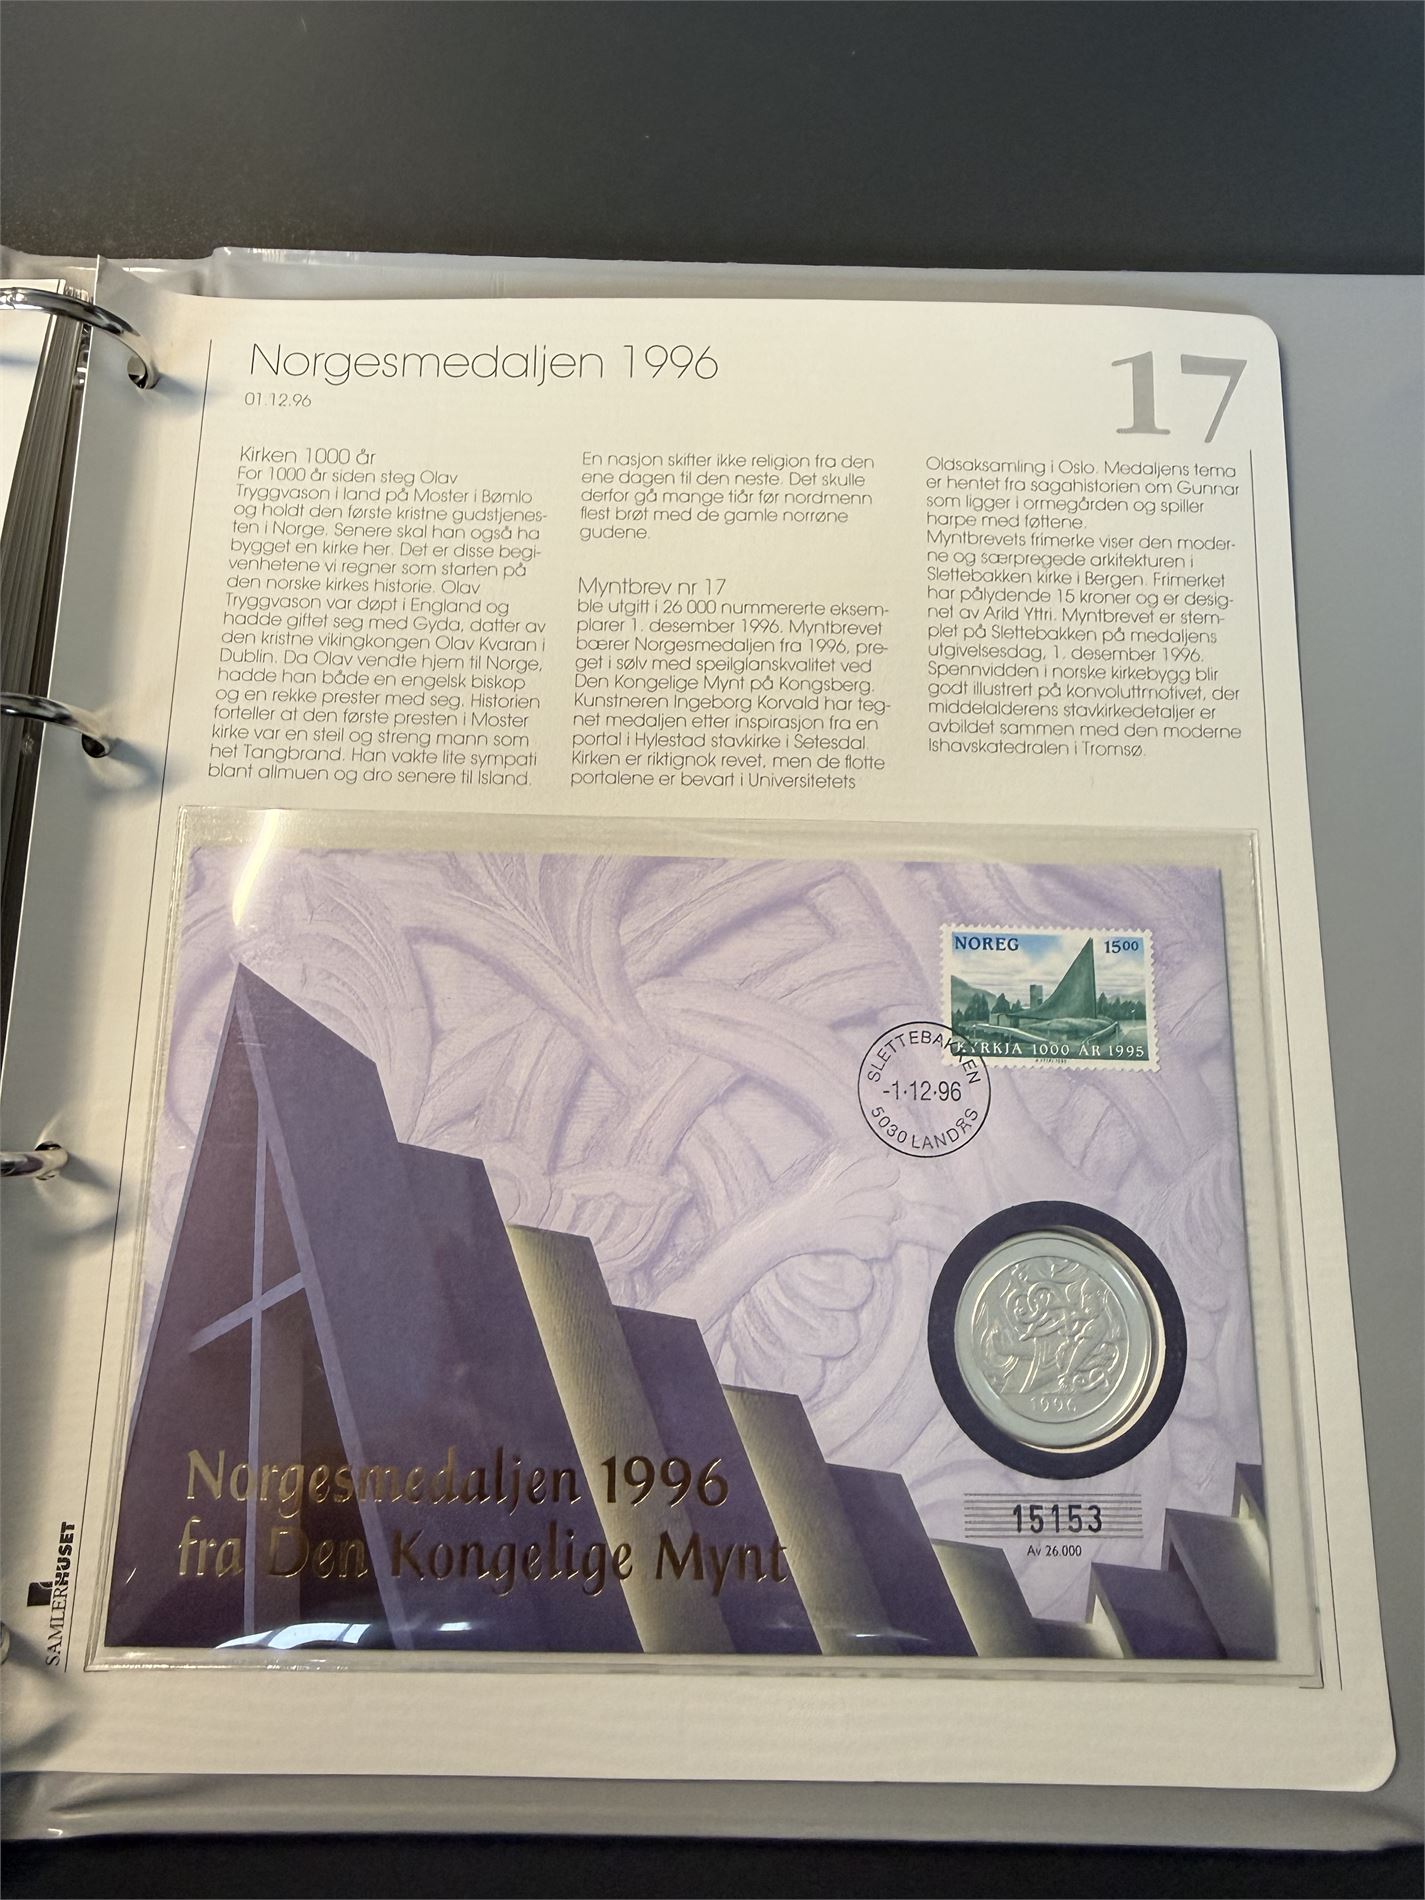 Norgesmedaljen 1996
01.12.96
17
Kirken 1000 år
For 1000 år siden steg Olav
Tryggvason i land på Moster i Bømlo
og holdt den første kristne gudstjenes-
ten i Norge. Senere skal han også ha
bygget en kirke her. Det er disse begi-
venhetene vi regner som starten på
den norske kirkes historie. Olav
Tryggvason var døpt i England og
hadde giftet seg med Gyda, datter av
den kristne vikingkongen Olav Kvaran i
Dublin. Da Olav vendte hjem til Norge,
hadde han både en engelsk biskop
og en rekke prester med seg. Historien
forteller at den første presten i Moster
kirke var en steil og streng mann som
het Tangbrand. Han vakte lite sympati
blant allmuen og dro senere til Island.
En nasjon skifter ikke religion fra den
ene dagen til den neste. Det skulle
derfor gå mange tiår før nordmenn
flest brøt med de gamle norrøne
gudene.
Myntbrev nr 17
ble utgitt i 26 000 nummererte eksem-
plarer 1. desember 1996. Myntbrevet
bærer Norgesmedaljen fra 1996, pre-
get i sølv med speilglanskvalitet ved
Den Kongelige Mynt på Kongsberg.
Kunstneren Ingeborg Korvald har teg-
net medaljen etter inspirasjon fra en
portal i Hylestad stavkirke i Setesdal.
Kirken er riktignok revet, men de flotte
portalene er bevart i Universitetets
Oldsaksamling i Oslo. Medaljens tema
er hentet fra sagahistorien om Gunnar
som ligger i ormegården og spiller
harpe med føttene.
Myntbrevets frimerke viser den moder-
ne og særpregede arkitekturen i
Slettebakken kirke i Bergen. Frimerket
har pålydende 15 kroner og er desig-
net av Arild Yttri. Myntbrevet er stem-
plet på Slettebakken på medaljens
utgivelsesdag, 1. desember 1996.
Spennvidden i norske kirkebygg blir
godt illustrert på konvoluttmotivet, der
middelalderens stavkirkedetaljer er
avbildet sammen med den moderne
Ishavskatedralen i Tromsø.
NOREG 1500
KYRKJA 1000 ÅR 1995
SLETTEBAKKEN
-1·12·96
5030 LANDÅS
1996
Norgesmedaljen 1996
fra Den Kongelige Mynt
15153
Av 26.000
SAMLERHUSET